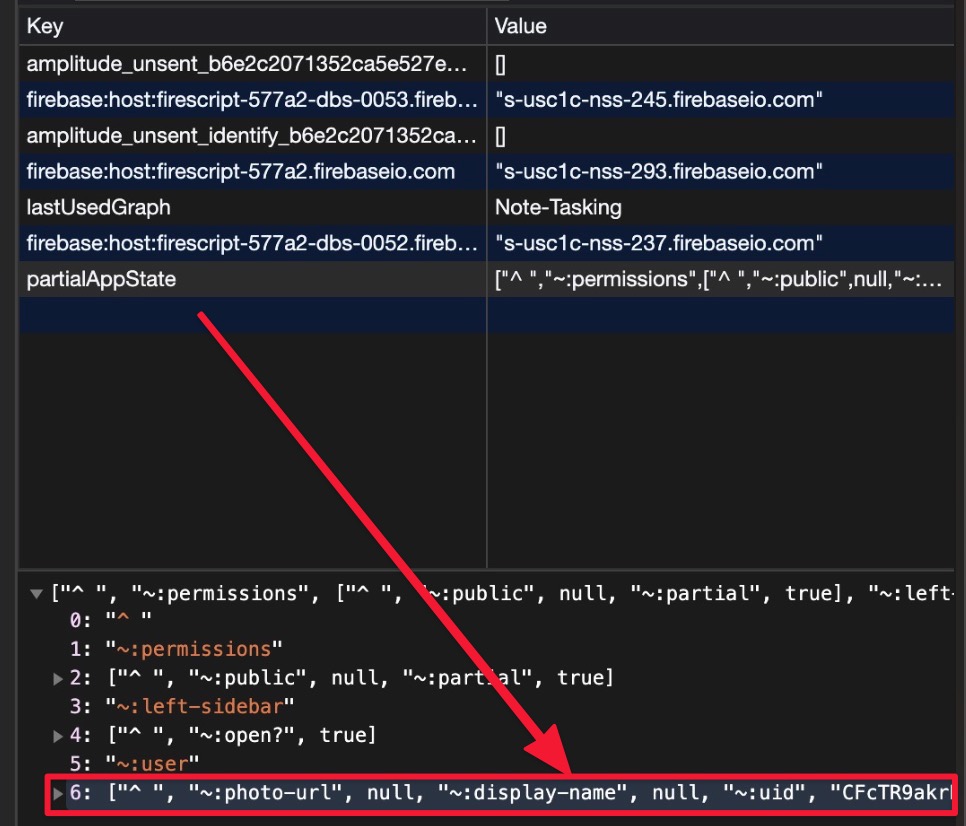 Key Value
amplitude_unsent_b6e2c2071352ca5e527e... []
firebase:host:firescript-577a2-dbs-0053.fireb... "s-usc1c-nss-245.firebaseio.com"
amplitude_unsent_identify_b6e2c2071352ca... []
firebase:host:firescript-577a2.firebaseio.com "s-usc1c-nss-293.firebaseio.com"
lastUsedGraph Note-Tasking
firebase:host:firescript-577a2-dbs-0052.fireb... "s-usc1c-nss-237.firebaseio.com"
partialAppState ["^ ","~:permissions",["^ ","~:public",null,"~:...
▼ ["^ ", "~:permissions", ["^ ", "~:public", null, "~:partial", true], "~:left-
0: "^ "
1: "~:permissions"
▶ 2: ["^ ", "~:public", null, "~:partial", true]
3: "~:left-sidebar"
▶ 4: ["^ ", "~:open?", true]
5: "~:user"
▶ 6: ["^ ", "~:photo-url", null, "~:display-name", null, "~:uid", "CFcTR9akr